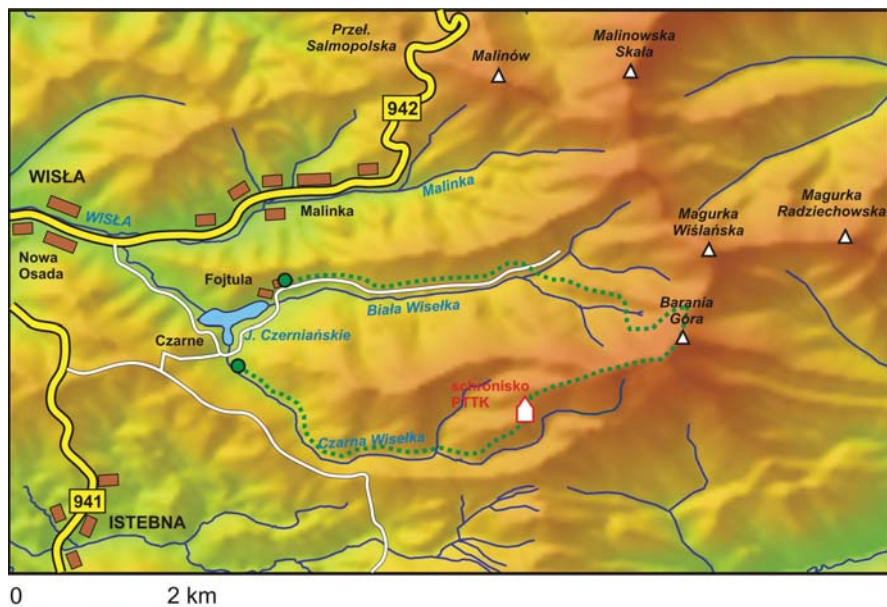 Przeł.
Salmopolska
Malinów
Malinowska
Skała
942
WISŁA
WISŁA
Malinka
Malinka
Nowa
Osada
Magurka
Wiślańska
Magurka
Radziechowska
Fojtula
Biała Wisełka
Barania
Góra
J. Czerniańskie
Czarne
schronisko
PTTK
Czarna Wisełka
941
ISTEBNA
0 2 km